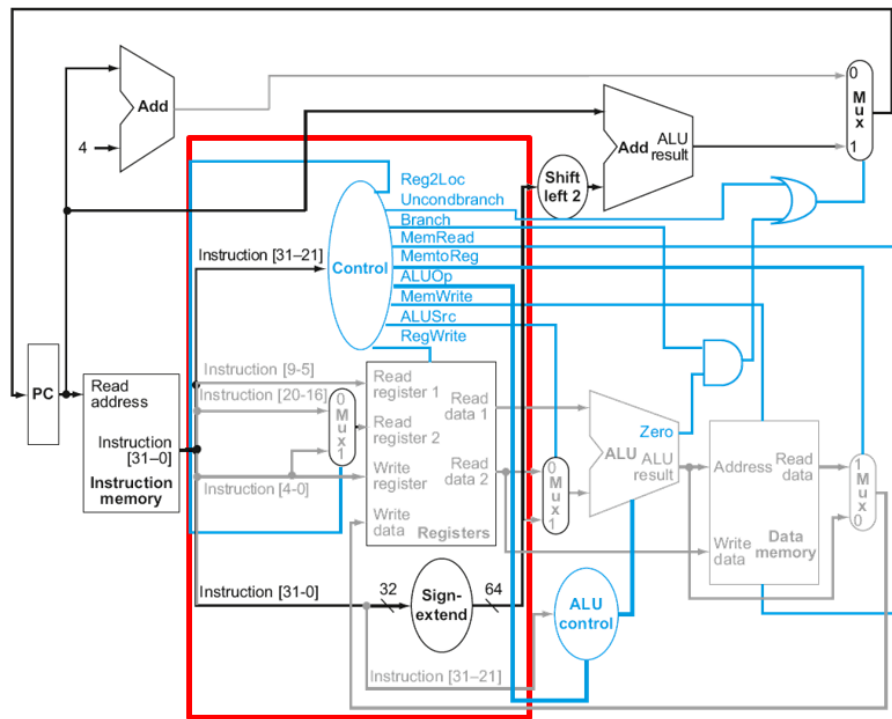 0
M
u
x
1
Add
4
Add
ALU
result
Shift
left 2
Reg2Loc
Uncondbranch
Branch
MemRead
MemtoReg
ALUOp
MemWrite
ALUSrc
RegWrite
Instruction [31–21]
Control
PC
Read
address
Instruction
[31–0]
Instruction
memory
Instruction [9-5]
Instruction [20-16]
Instruction [4-0]
0
M
u
x
1
Read
register 1
Read
register 2
Write
register
Write
data
Read
data 1
Read
data 2
Registers
0
M
u
x
1
Zero
ALU
ALU
result
Address
Read
data
Write
data
Data
memory
1
M
u
x
0
Instruction [31-0]
32
Sign-
extend
64
ALU
control
Instruction [31–21]